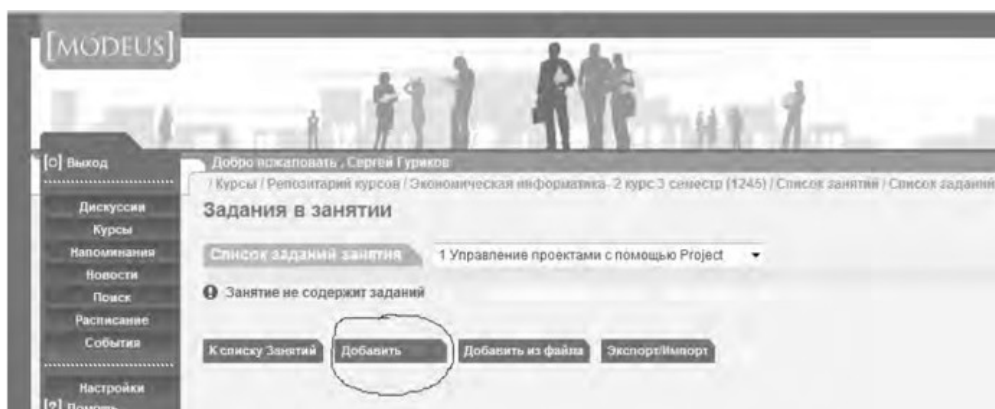 [MODEUS]
[O] Выход
Добро пожаловать , Сергей Гуриков
/ Курсы / Репозитарий курсов / Экономическая информатика- 2 курс 3 семестр (1245) / Список занятий / Список заданий
Дискуссии
Курсы
Напоминания
Новости
Поиск
Расписание
События
Настройки
[?] Помощь
Задания в занятии
Список заданий занятия
1 Управление проектами с помощью Project
Занятие не содержит заданий
К списку Занятий Добавить Добавить из файла Экспорт/Импорт